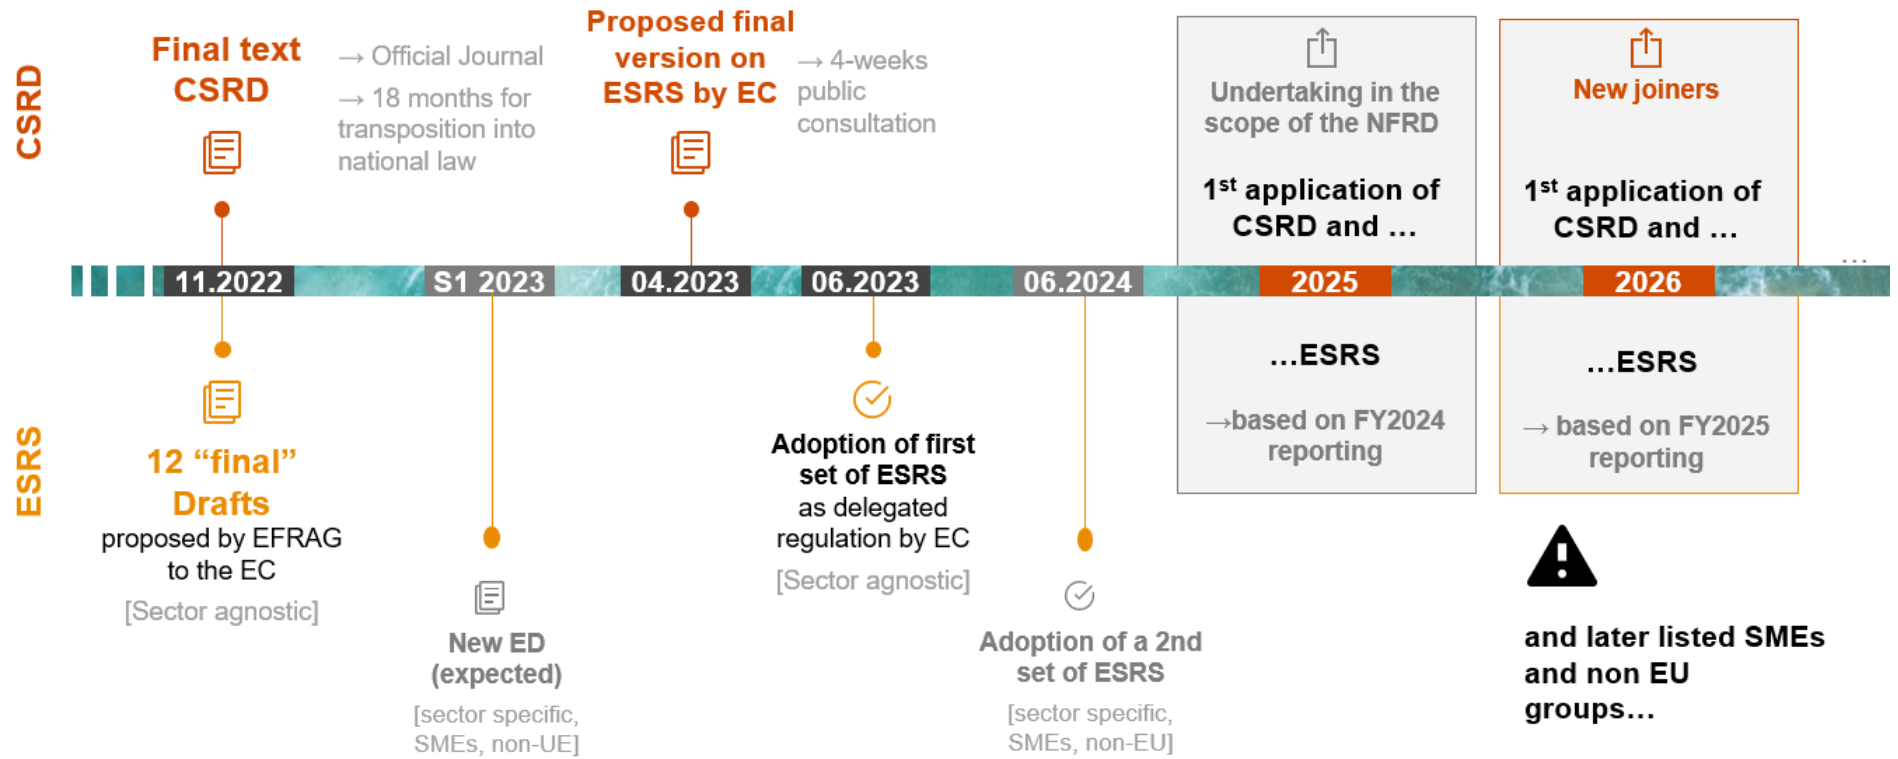 CSRD
Final text
CSRD
→ Official Journal
→ 18 months for
transposition into
national law
Proposed final
version on
ESRS by EC
→ 4-weeks
public
consultation
Undertaking in the
scope of the NFRD
1st application of
CSRD and …
New joiners
1st application of
CSRD and …
11.2022
S1 2023
04.2023
06.2023
06.2024
2025
2026
…
ESRS
12 “final”
Drafts
proposed by EFRAG
to the EC
[Sector agnostic]
New ED
(expected)
[sector specific,
SMEs, non-UE]
Adoption of first
set of ESRS
as delegated
regulation by EC
[Sector agnostic]
Adoption of a 2nd
set of ESRS
[sector specific,
SMEs, non-EU]
…ESRS
→based on FY2024
reporting
…ESRS
→ based on FY2025
reporting
and later listed SMEs
and non EU
groups…